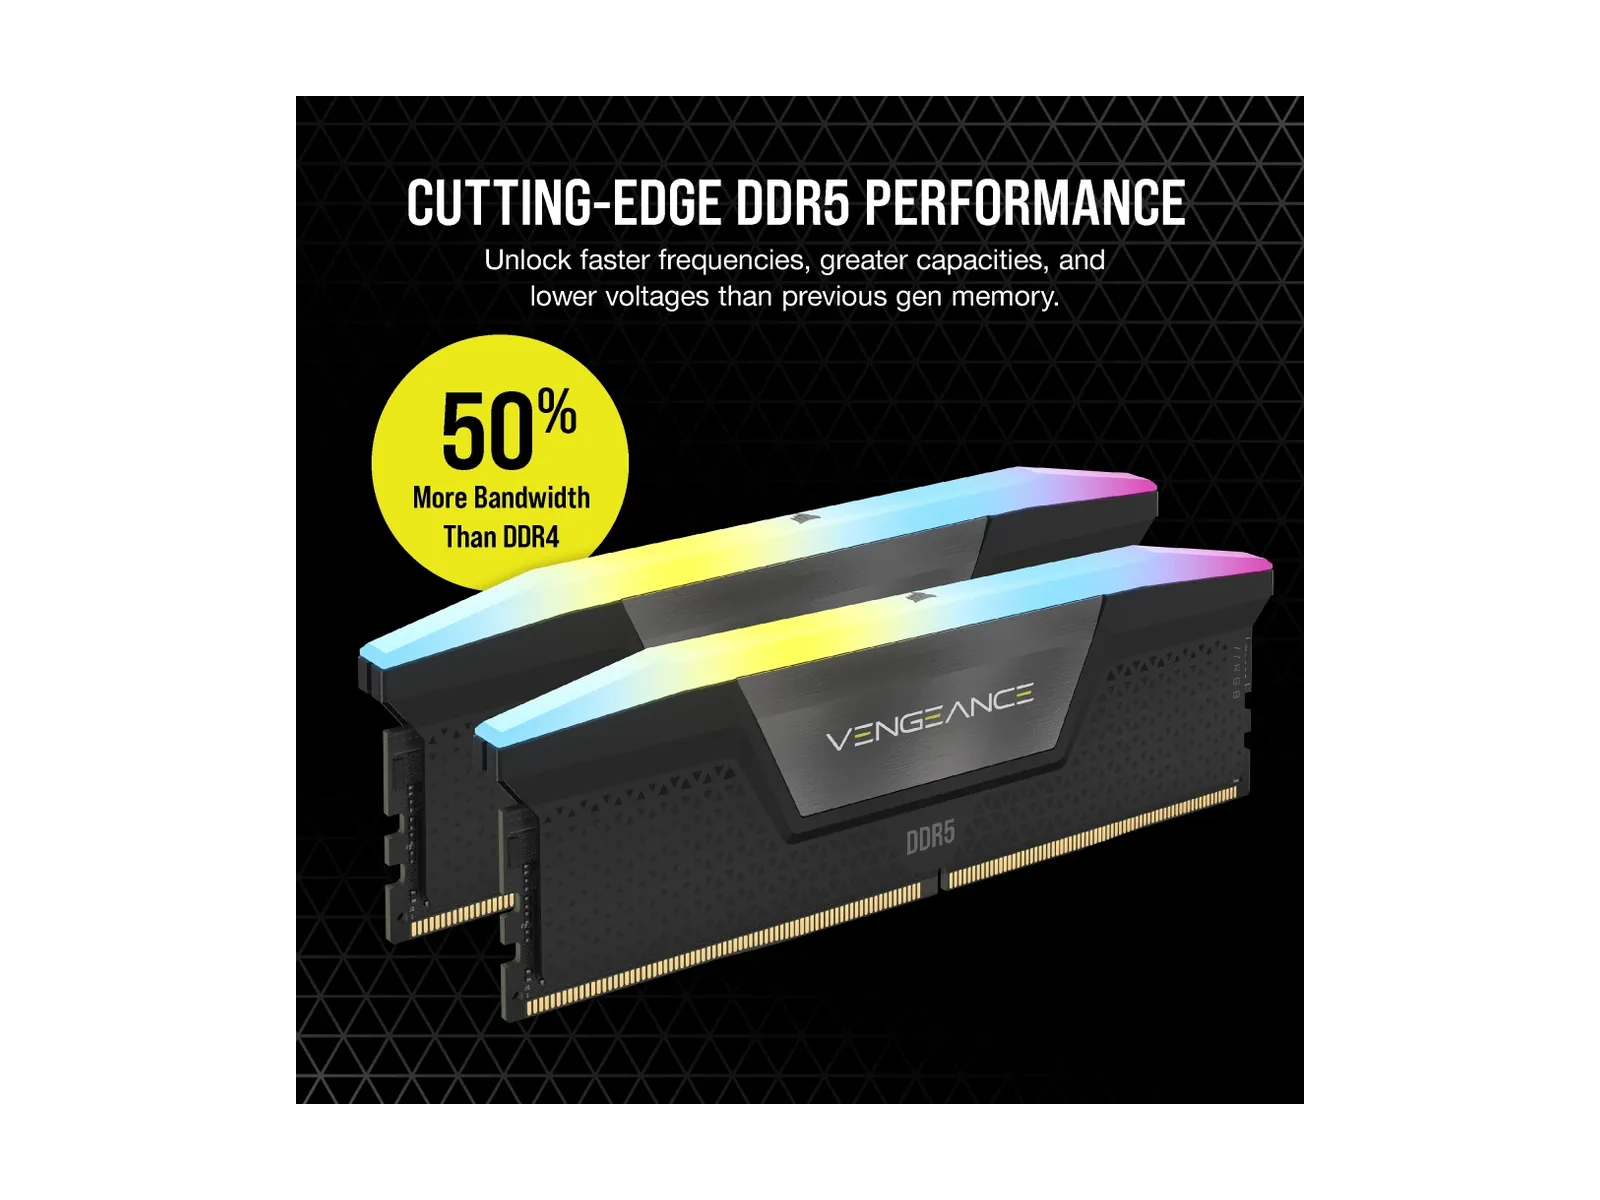 CUTTING-EDGE DDR5 PERFORMANCE
Unlock faster frequencies, greater capacities, and
lower voltages than previous gen memory.
50%
More Bandwidth
Than DDR4
VENGEANCE
DDR5
RGB